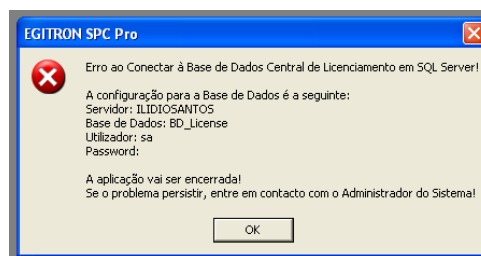 EGITRON SPC Pro
Erro ao Conectar à Base de Dados Central de Licenciamento em SQL Server!
A configuração para a Base de Dados é a seguinte:
Servidor: ILIDIOSANTOS
Base de Dados: BD_License
Utilizador: sa
Password:
A aplicação vai ser encerrada!
Se o problema persistir, entre em contacto com o Administrador do Sistema!
OK